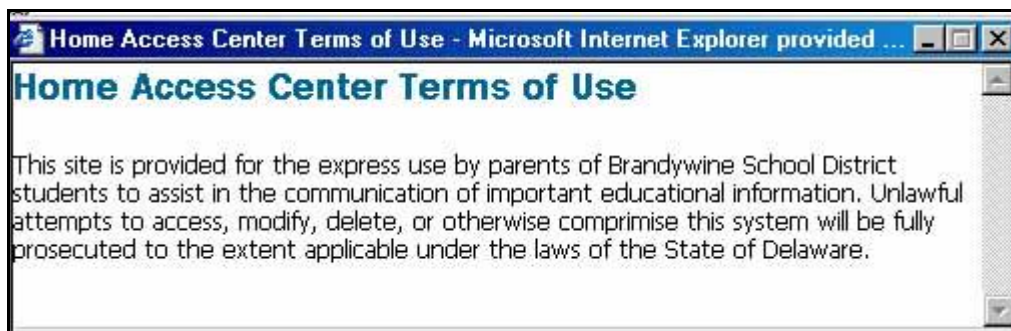 Home Access Center Terms of Use - Microsoft Internet Explorer provided ...
Home Access Center Terms of Use
This site is provided for the express use by parents of Brandywine School District
students to assist in the communication of important educational information. Unlawful
attempts to access, modify, delete, or otherwise comprimise this system will be fully
prosecuted to the extent applicable under the laws of the State of Delaware.